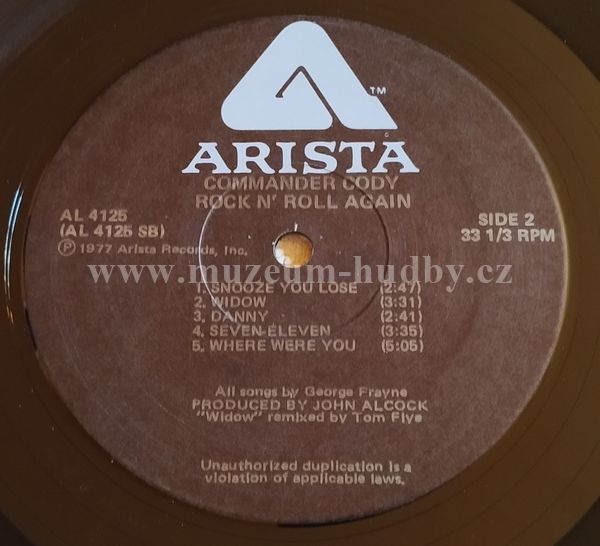 TM
ARISTA
COMMANDER CODY
ROCK N' ROLL AGAIN
AL 4125
(AL 4125 SB)
Ⓟ 1977 Arista Records, Inc.
SIDE 2
33 1/3 RPM
www.muzeum-hudby.cz
SNOOZE YOU LOSE (2:47)
2. WIDOW (3:31)
3. DANNY (2:41)
4. SEVEN-ELEVEN (3:35)
5. WHERE WERE YOU (5:05)
All songs by George Frayne
PRODUCED BY JOHN ALCOCK
"Widow" remixed by Tom Flye
Unauthorized duplication is a
violation of applicable laws.